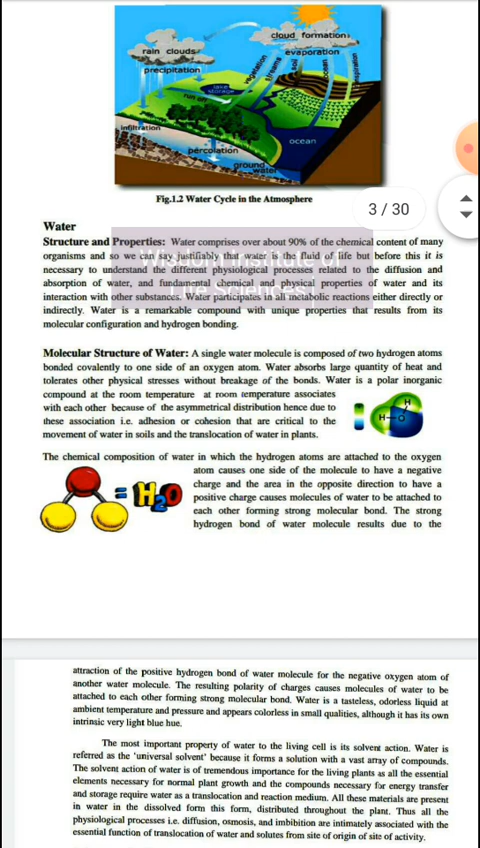 cloud formation
rain clouds
evaporation
precipitation
vegetation
streams
soil
ocean
lake
storage
run off
infiltration
ocean
percolation
ground
water
Fig.1.2 Water Cycle in the Atmosphere
3 / 30
Water
Wisdom Institute of
Life Sciences
Structure and Properties: Water comprises over about 90% of the chemical content of many
organisms and so we can say justifiably that water is the fluid of life but before this it is
necessary to understand the different physiological processes related to the diffusion and
absorption of water, and fundamental chemical and physical properties of water and its
interaction with other substances. Water participates in all metabolic reactions either directly or
indirectly. Water is a remarkable compound with unique properties that results from its
molecular configuration and hydrogen bonding.
Molecular Structure of Water: A single water molecule is composed of two hydrogen atoms
bonded covalently to one side of an oxygen atom. Water absorbs large quantity of heat and
tolerates other physical stresses without breakage of the bonds. Water is a polar inorganic
compound at the room temperature at room temperature associates
with each other because of the asymmetrical distribution hence due to
these association i.e. adhesion or cohesion that are critical to the
movement of water in soils and the translocation of water in plants.
H
H-O
The chemical composition of water in which the hydrogen atoms are attached to the oxygen
atom causes one side of the molecule to have a negative
charge and the area in the opposite direction to have a
positive charge causes molecules of water to be attached to
each other forming strong molecular bond. The strong
hydrogen bond of water molecule results due to the
= H2O
attraction of the positive hydrogen bond of water molecule for the negative oxygen atom of
another water molecule. The resulting polarity of charges causes molecules of water to be
attached to each other forming strong molecular bond. Water is a tasteless, odorless liquid at
ambient temperature and pressure and appears colorless in small qualities, although it has its own
intrinsic very light blue hue.
The most important property of water to the living cell is its solvent action. Water is
referred as the 'universal solvent' because it forms a solution with a vast array of compounds.
The solvent action of water is of tremendous importance for the living plants as all the essential
elements necessary for normal plant growth and the compounds necessary for energy transfer
and storage require water as a translocation and reaction medium. All these materials are present
in water in the dissolved form this form, distributed throughout the plant. Thus all the
physiological processes i.e. diffusion, osmosis, and imbibition are intimately associated with the
essential function of translocation of water and solutes from site of origin of site of activity.